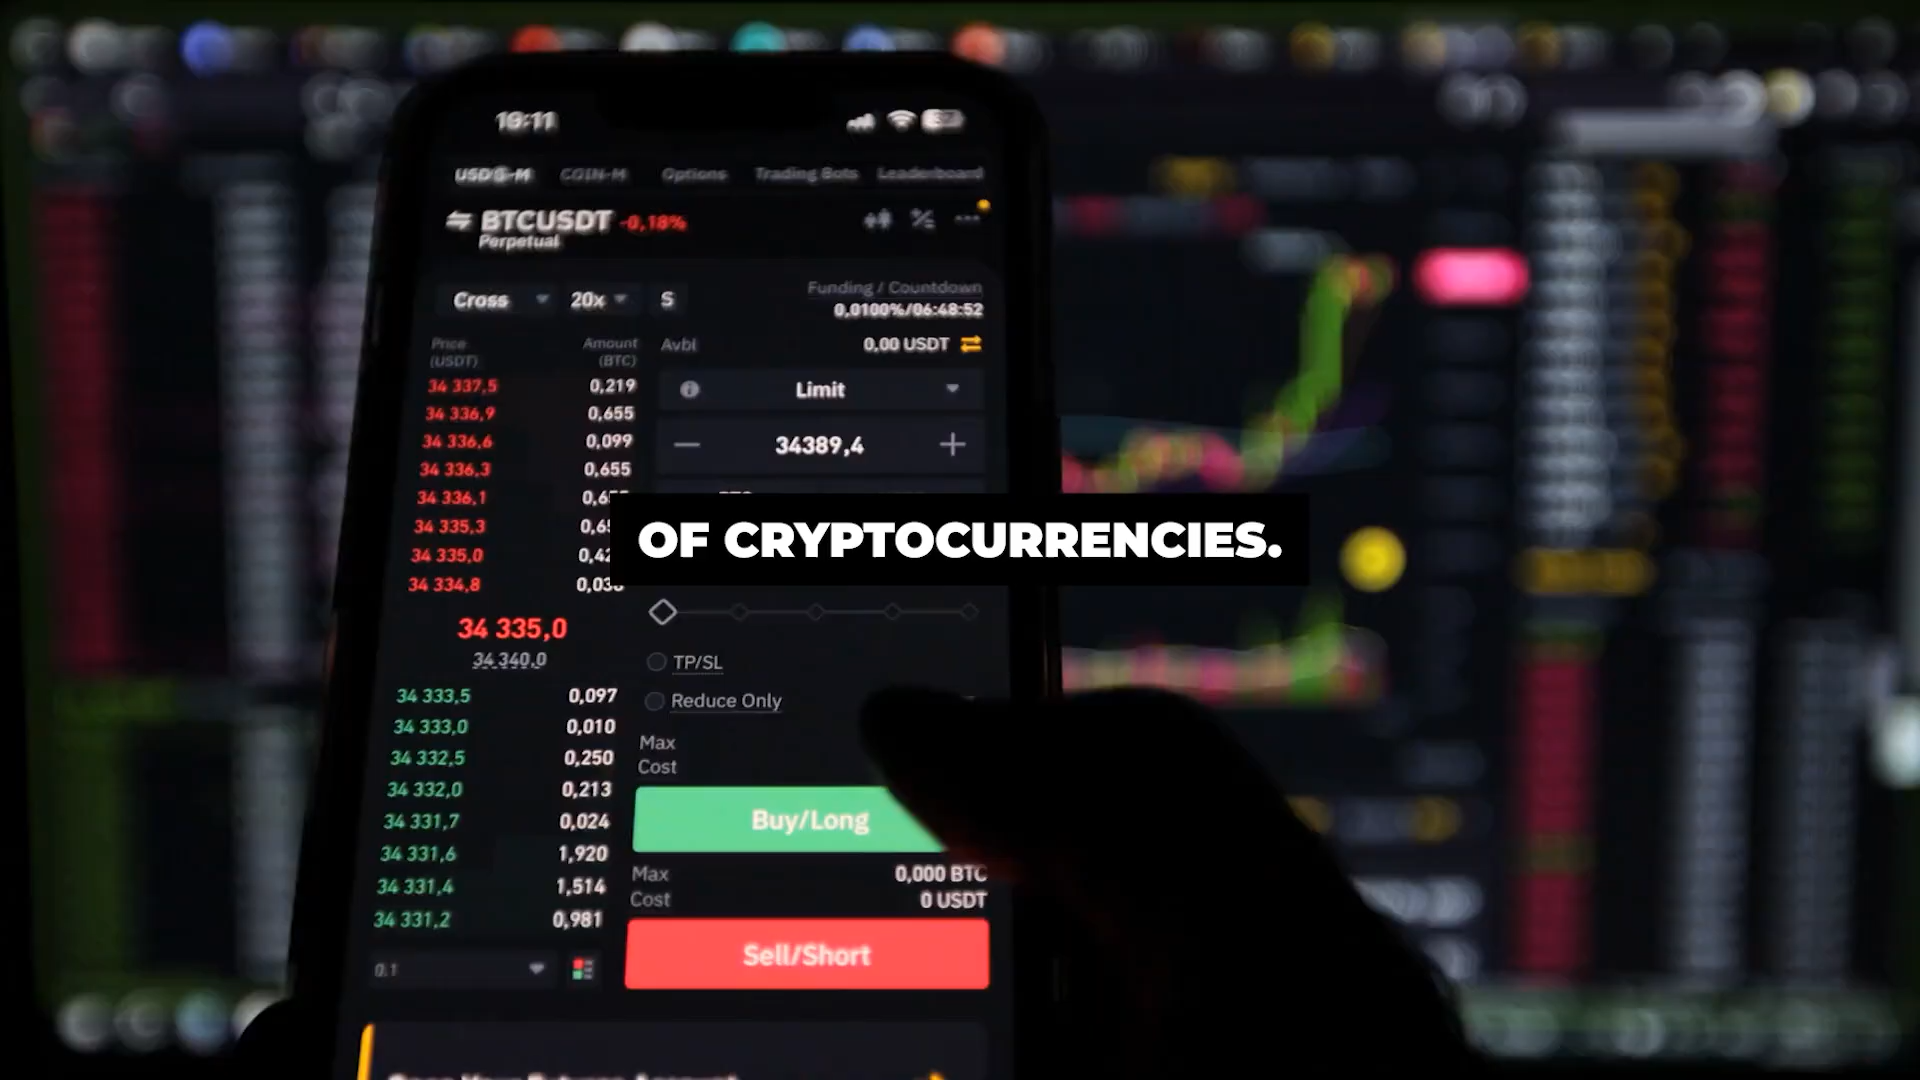 19:11
USDⓈ-M COIN-M Options Trading Bots Leaderboard
BTCUSDT -0,18%
Perpetual
Cross 20x S
Funding / Countdown
0,0100%/06:48:52
Price (USDT) Amount (BTC)
Avbl 0,00 USDT
34 337,5 0,219
Limit
34 336,9 0,655
34 336,6 0,099
— 34389,4 +
34 336,3 0,655
34 336,1
34 335,3
OF CRYPTOCURRENCIES.
34 335,0
34 334,8
34 335,0
34 340,0
TP/SL
Reduce Only
34 333,5 0,097
34 333,0 0,010
34 332,5 0,250
34 332,0 0,213
34 331,7 0,024
34 331,6 1,920
34 331,4 1,514
34 331,2 0,981
0.1
Max
Cost
Buy/Long
Max 0,000 BTC
Cost 0 USDT
Sell/Short